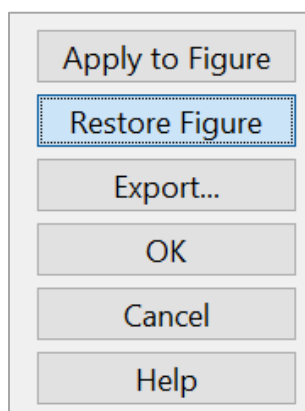 Apply to Figure
Restore Figure
Export...
OK
Cancel
Help